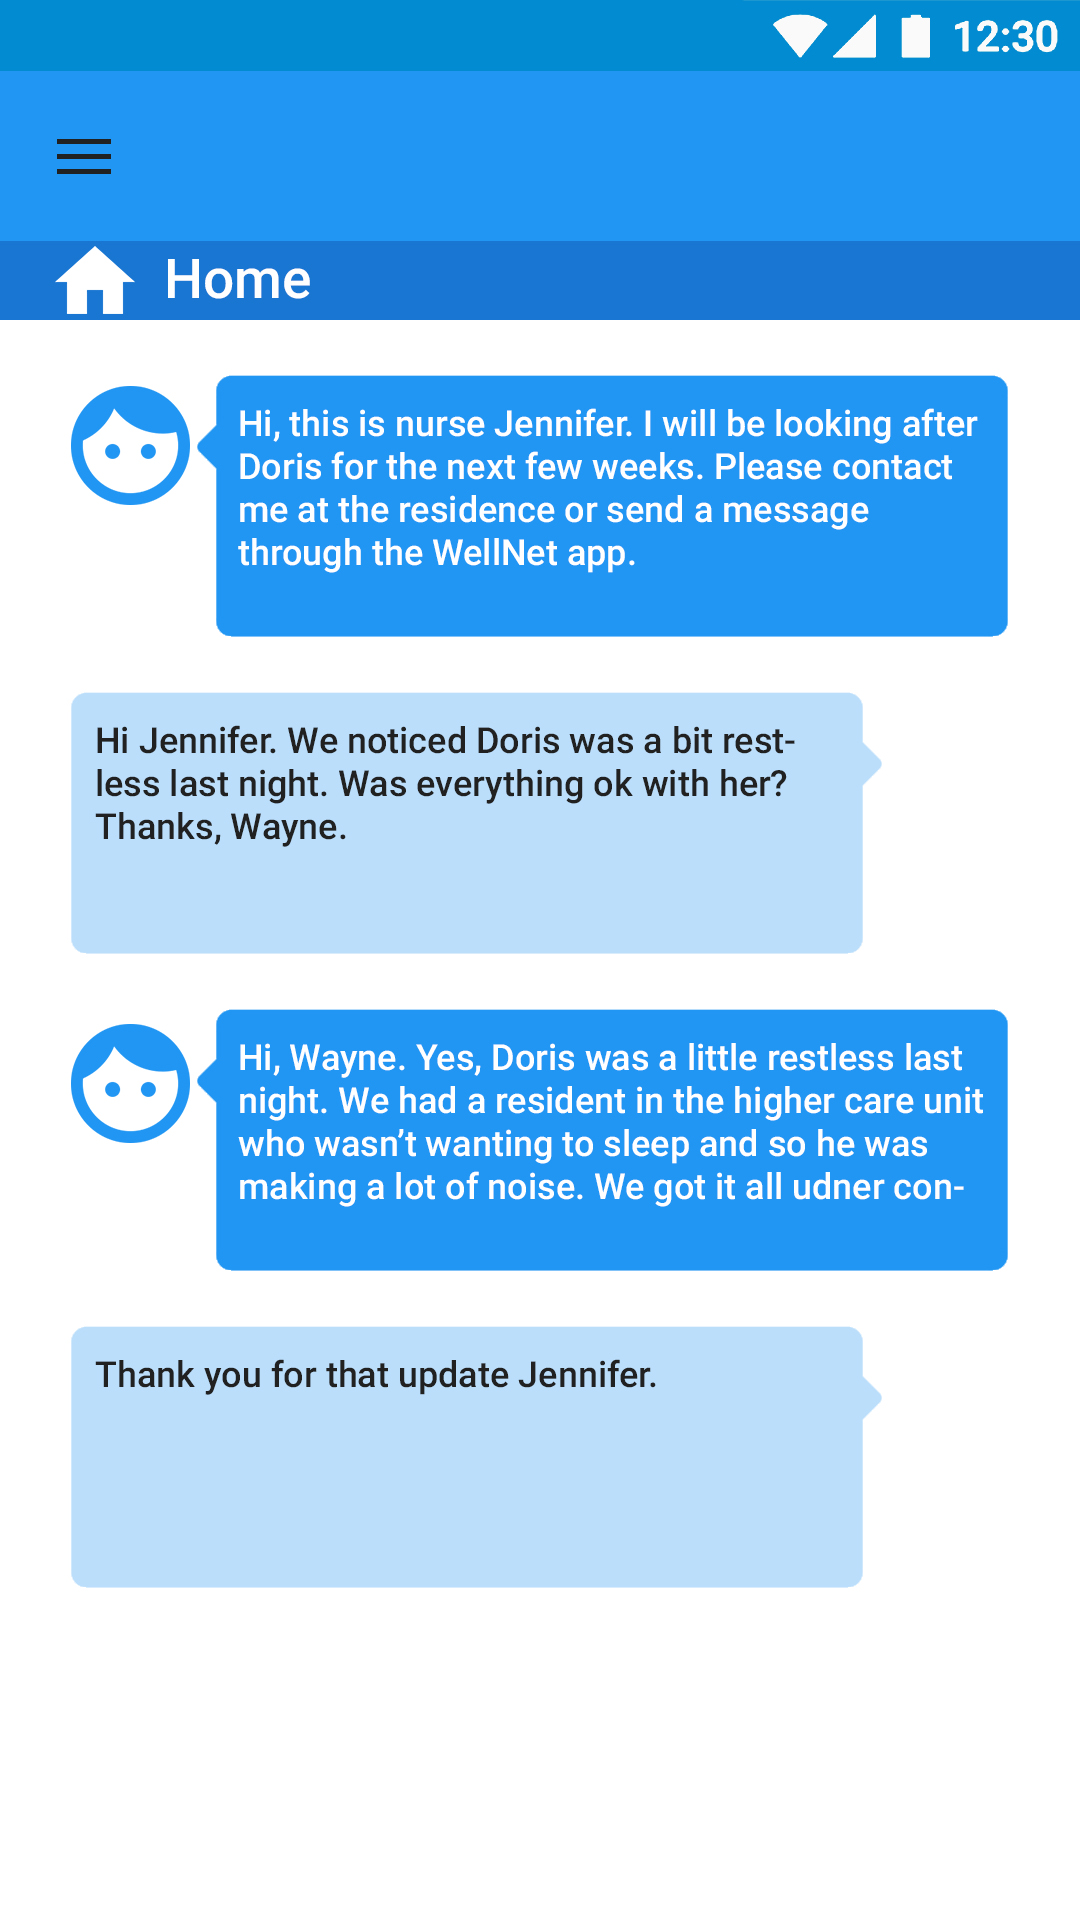 12:30
Home
Hi, this is nurse Jennifer. I will be looking after
Doris for the next few weeks. Please contact
me at the residence or send a message
through the WellNet app.
Hi Jennifer. We noticed Doris was a bit rest-
less last night. Was everything ok with her?
Thanks, Wayne.
Hi, Wayne. Yes, Doris was a little restless last
night. We had a resident in the higher care unit
who wasn’t wanting to sleep and so he was
making a lot of noise. We got it all udner con-
Thank you for that update Jennifer.